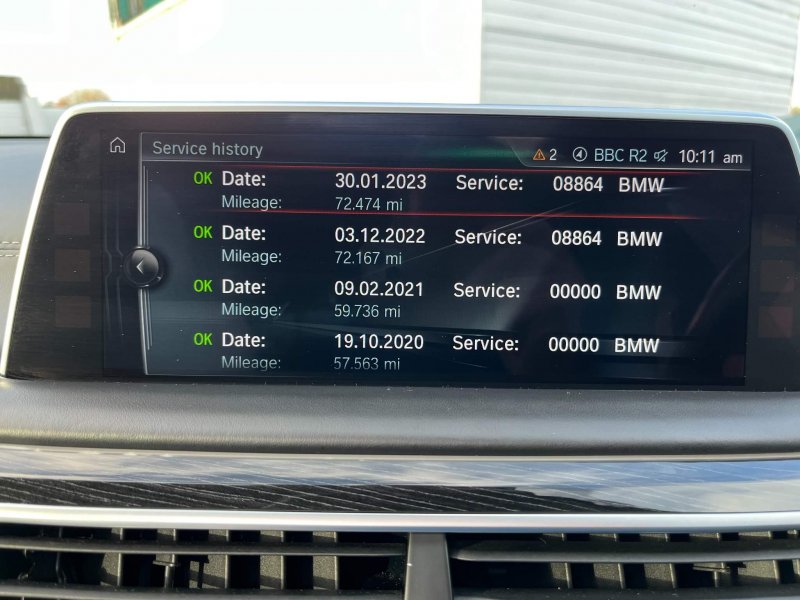 Service history 2 BBC R2 10:11 am
OK Date: 30.01.2023 Service: 08864 BMW
Mileage: 72.474 mi
OK Date: 03.12.2022 Service: 08864 BMW
Mileage: 72.167 mi
OK Date: 09.02.2021 Service: 00000 BMW
Mileage: 59.736 mi
OK Date: 19.10.2020 Service: 00000 BMW
Mileage: 57.563 mi